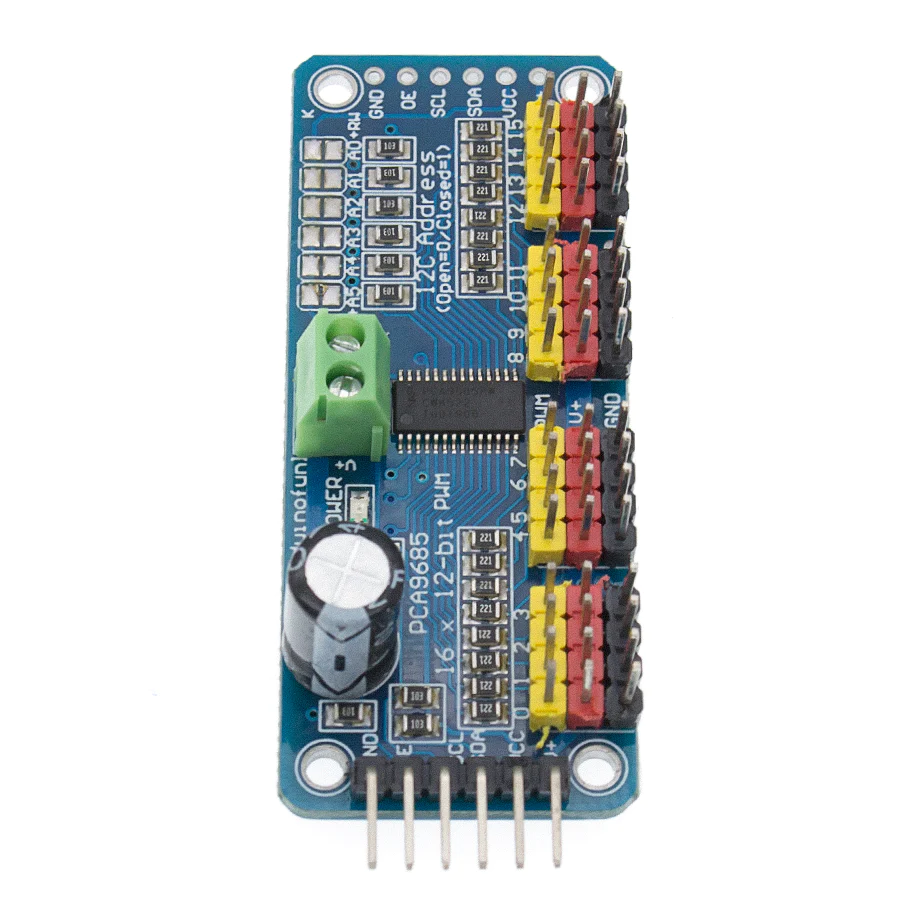 K
GND
OE
SCL
SDA
VCC
A0
+RW
A1
A2
A3
A4
A5
I2C Address
(Open=0/Closed=1)
103
103
103
103
103
103
221
221
221
221
221
221
221
221
15
14
13
12
11
10
9
8
PWM
V+
GND
7
6
5
4
3
2
1
0
PCA9685
16 x 12-bit PWM
221
221
221
221
221
221
221
221
103
103
103